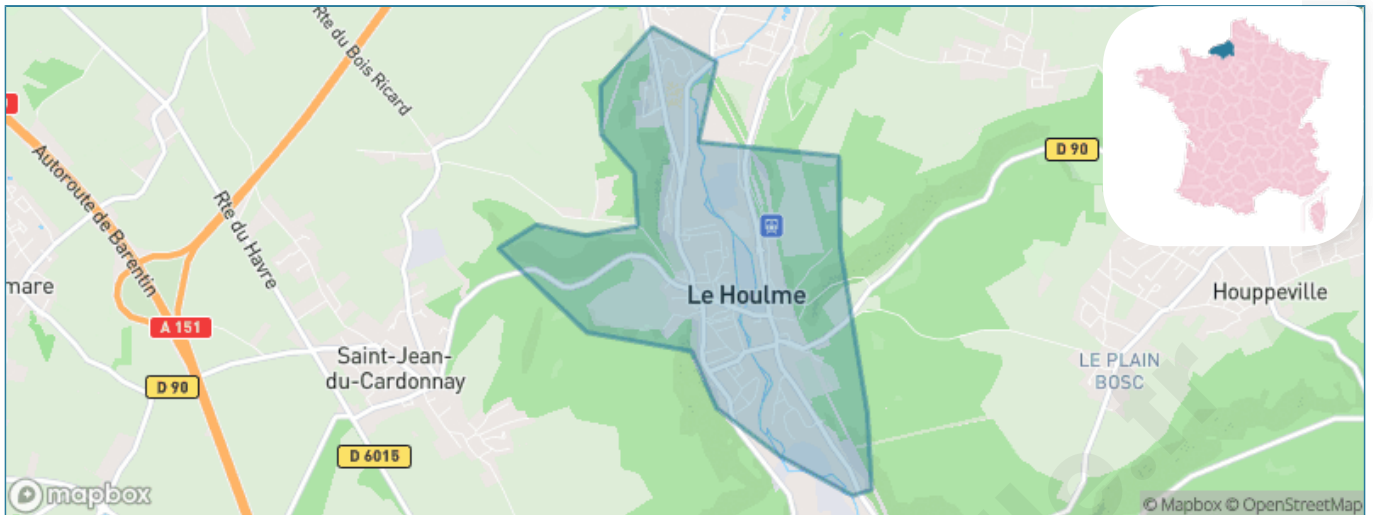 Rte du Bois Ricard
D 90
Autoroute de Barentin
Rte du Havre
mare
Le Houlme
Houppeville
A 151
Saint-Jean-
du-Cardonnay
LE PLAIN
BOSC
D 90
D 6015
mapbox
© Mapbox © OpenStreetMap